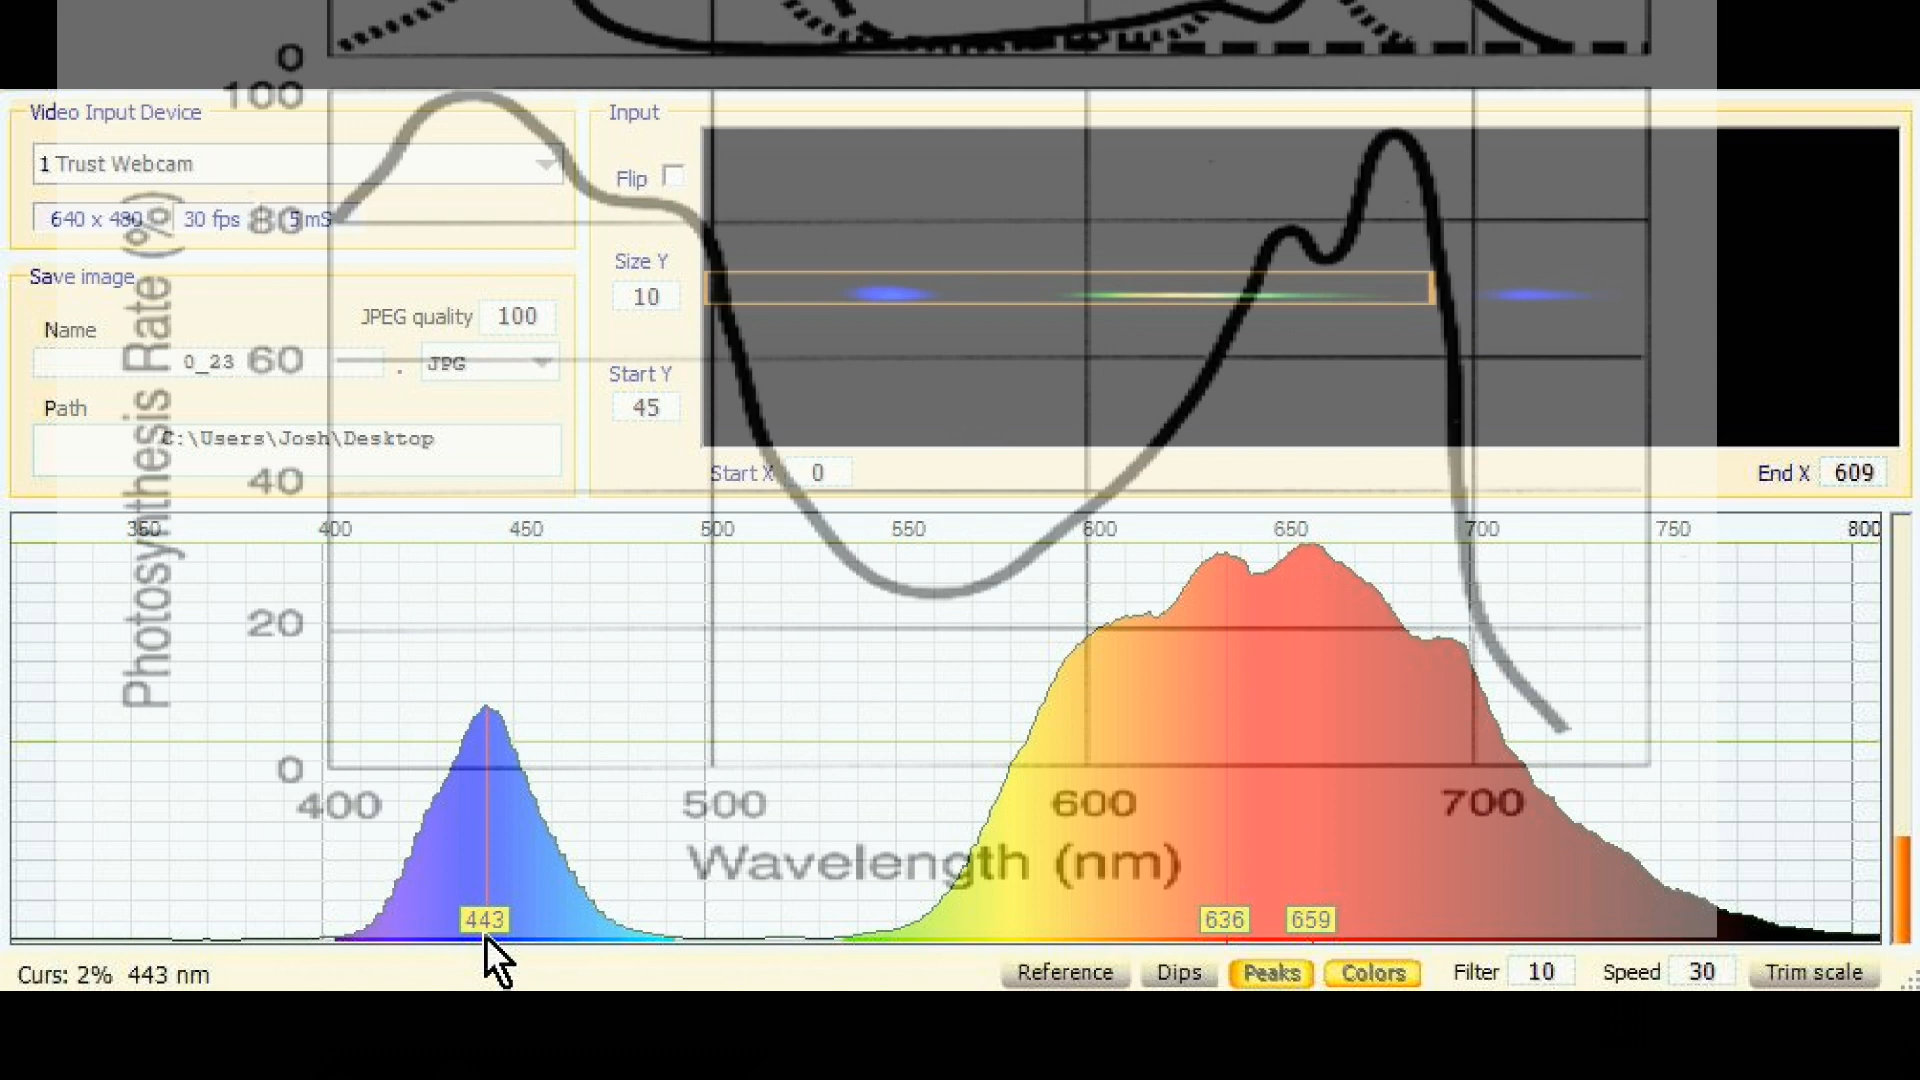 0
100
Video Input Device
Input
1 Trust Webcam
Flip
640 x 480 30 fps 5 mS
80
Size Y
10
Save image
Name
JPEG quality 100
0_23 . JPG
60
Start Y
45
Path
C:\Users\Josh\Desktop
40
Start X 0
End X 609
Photosynthesis Rate (%)
350 400 450 500 550 600 650 700 750 800
20
0
400 500 600 700
Wavelength (nm)
443 636 659
Curs: 2% 443 nm
Reference Dips Peaks Colors Filter 10 Speed 30 Trim scale